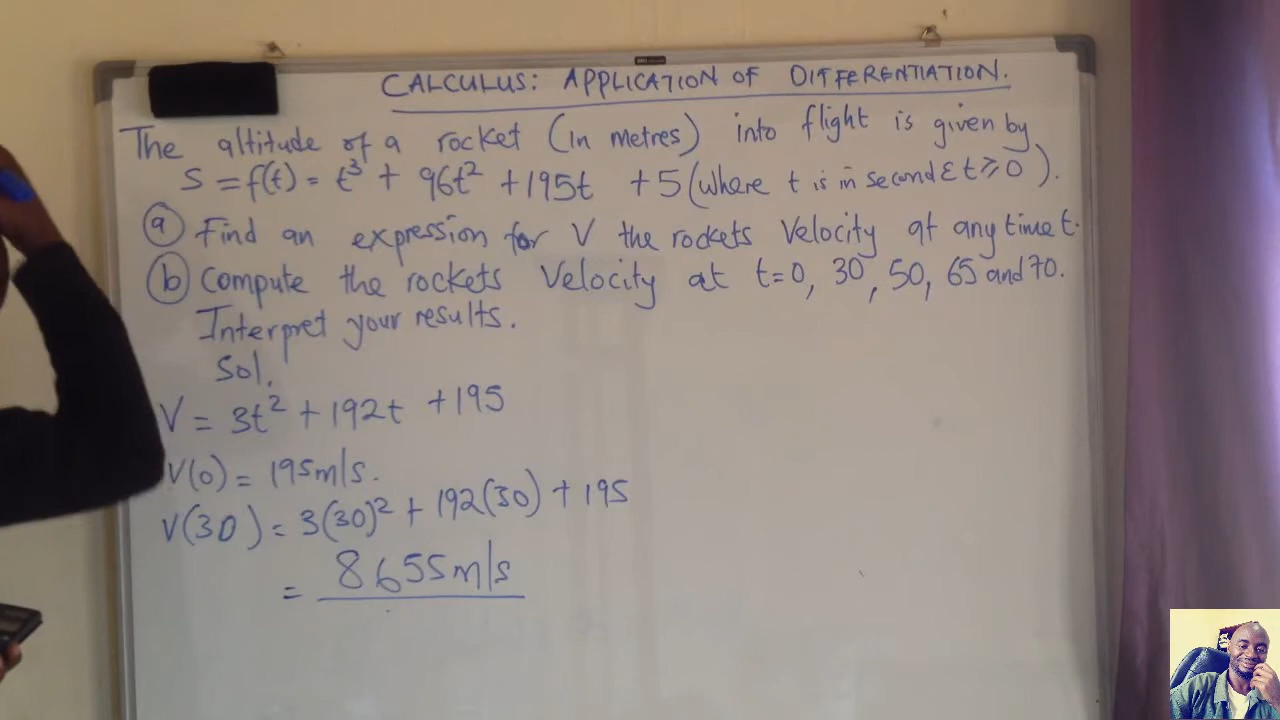 CALCULUS: APPLICATION OF DIFFERENTIATION.
The altitude of a rocket (in metres) into flight is given by
S = f(t) = t³ + 96t² + 195t + 5 (where t is in second & t ≥ 0).
(a) Find an expression for V the rockets Velocity at any time t.
(b) Compute the rockets Velocity at t=0, 30, 50, 65 and 70.
Interpret your results.
Sol.
V = 3t² + 192t + 195
V(0) = 195m/s.
V(30) = 3(30)² + 192(30) + 195
= 8655m/s